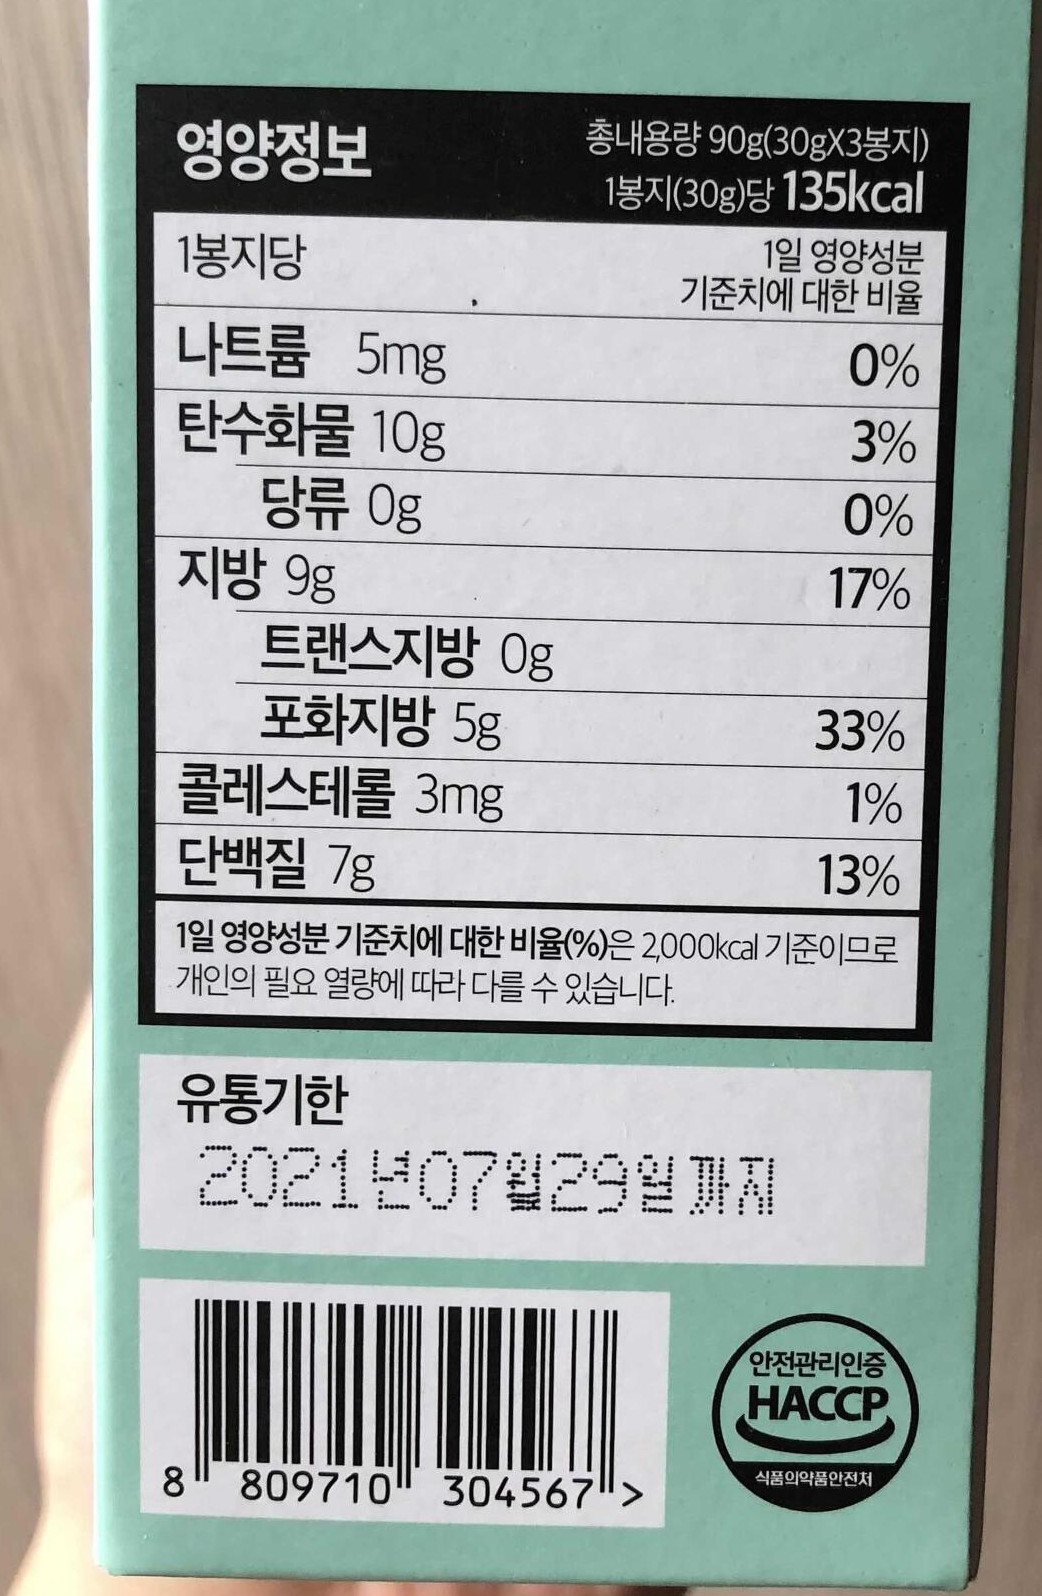 영양정보
총내용량 90g(30gX3봉지)
1봉지(30g)당 135kcal
1봉지당
1일 영양성분
기준치에 대한 비율
나트륨 5mg 0%
탄수화물 10g 3%
당류 0g 0%
지방 9g 17%
트랜스지방 0g
포화지방 5g 33%
콜레스테롤 3mg 1%
단백질 7g 13%
1일 영양성분 기준치에 대한 비율(%)은 2,000kcal 기준이므로
개인의 필요 열량에 따라 다를 수 있습니다.
유통기한
2021년07월29일까지
8 809710 304567 >
안전관리인증
HACCP
식품의약품안전처